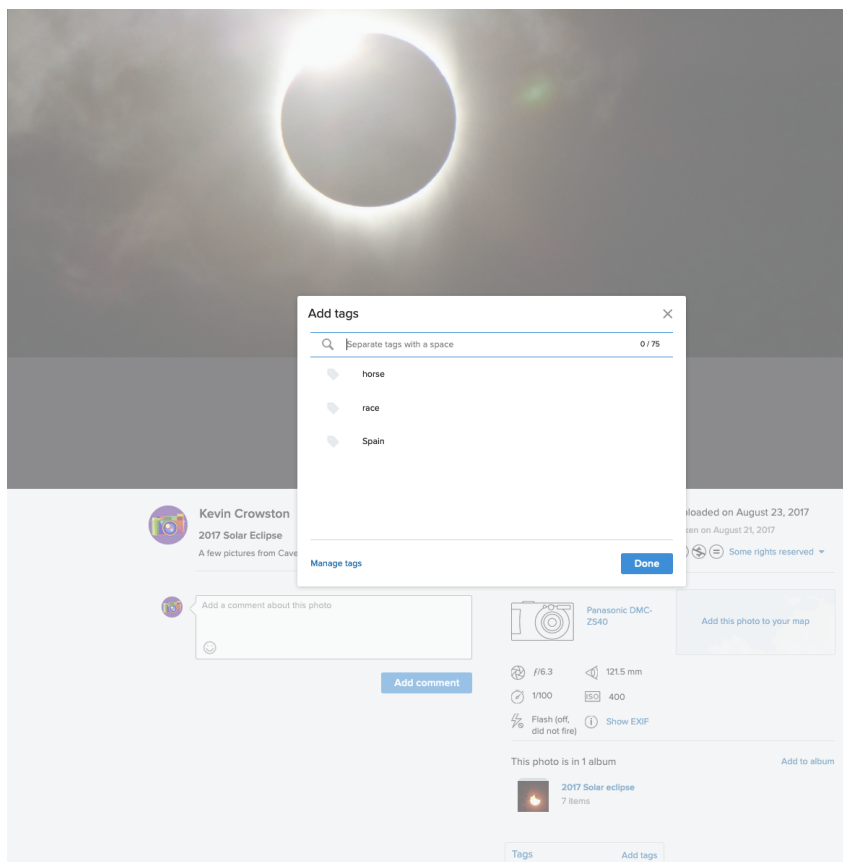 Add tags
Separate tags with a space 0 / 75
horse
race
Spain
Manage tags Done
Kevin Crowston
2017 Solar Eclipse
A few pictures from Cave
loaded on August 23, 2017
en on August 21, 2017
Some rights reserved
Add a comment about this photo
Add comment
Panasonic DMC-
ZS40
Add this photo to your map
ƒ/6.3 121.5 mm
1/100 ISO 400
Flash (off,
did not fire)
Show EXIF
This photo is in 1 album Add to album
2017 Solar eclipse
7 items
Tags Add tags